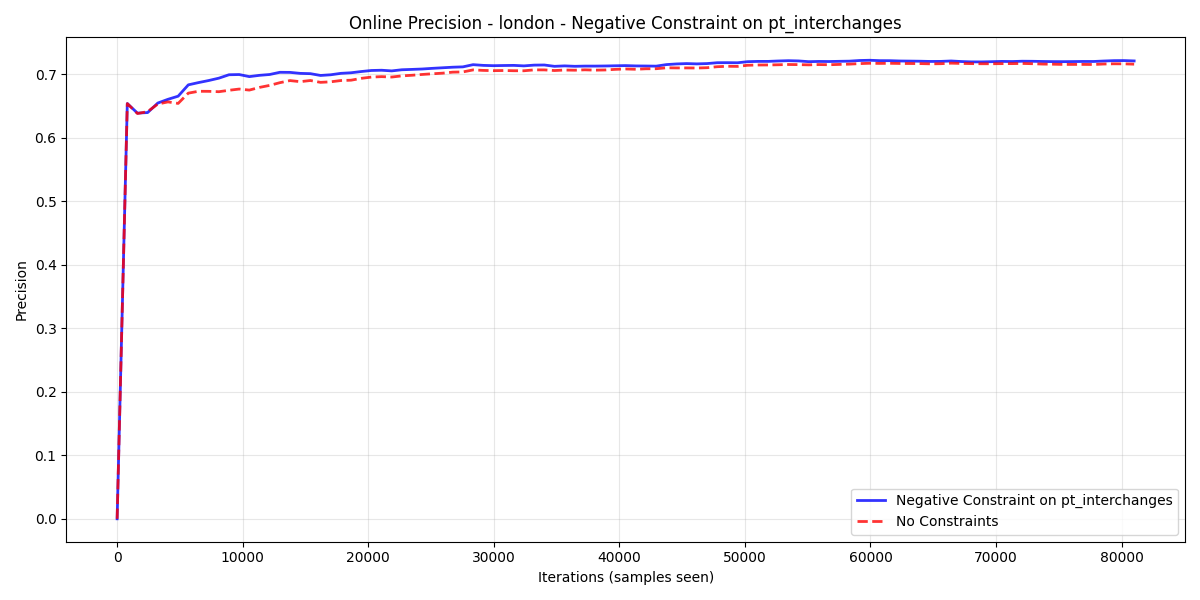 Online Precision - london - Negative Constraint on pt_interchanges
0.7
0.6
0.5
0.4
0.3
0.2
0.1
0.0
Precision
0 10000 20000 30000 40000 50000 60000 70000 80000
Iterations (samples seen)
Negative Constraint on pt_interchanges
No Constraints